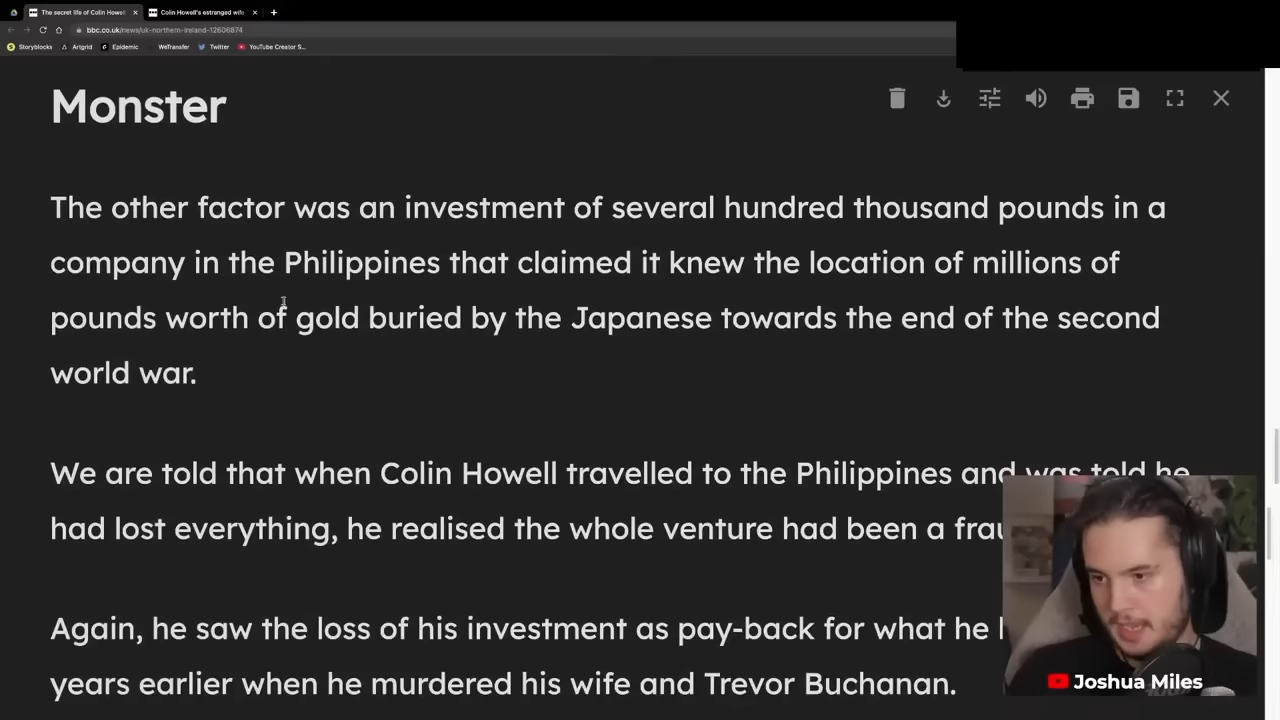 The secret life of Colin Howell
Colin Howell's estranged wife
bbc.co.uk/news/uk-northern-ireland-12606874
Storyblocks Artgrid Epidemic WeTransfer Twitter YouTube Creator S...
Monster
The other factor was an investment of several hundred thousand pounds in a
company in the Philippines that claimed it knew the location of millions of
pounds worth of gold buried by the Japanese towards the end of the second
world war.
We are told that when Colin Howell travelled to the Philippines and was told he
had lost everything, he realised the whole venture had been a frau
Again, he saw the loss of his investment as pay-back for what he
years earlier when he murdered his wife and Trevor Buchanan.
Joshua Miles